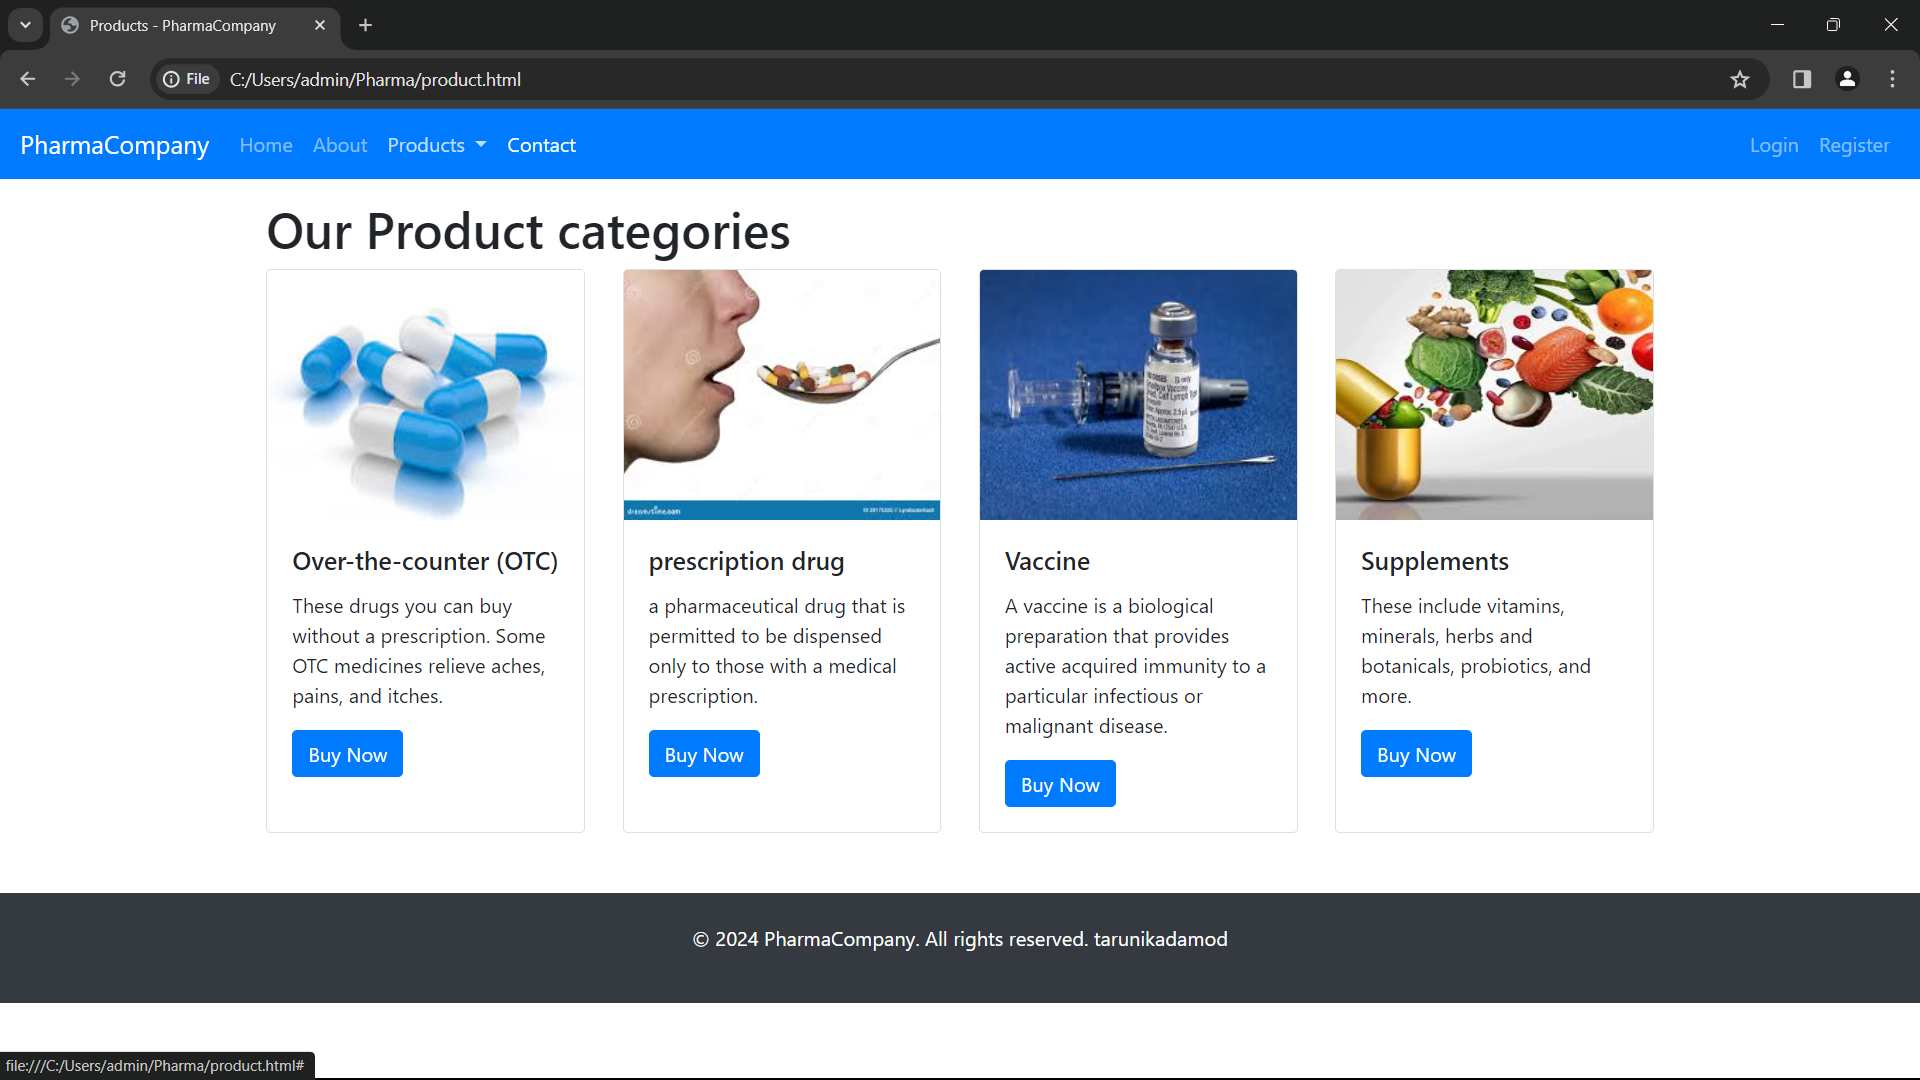 Products - PharmaCompany
File C:/Users/admin/Pharma/product.html
PharmaCompany Home About Products Contact Login Register
Our Product categories
dreamstime.com
Over-the-counter (OTC)
These drugs you can buy
without a prescription. Some
OTC medicines relieve aches,
pains, and itches.
Buy Now
prescription drug
a pharmaceutical drug that is
permitted to be dispensed
only to those with a medical
prescription.
Buy Now
Vaccine
A vaccine is a biological
preparation that provides
active acquired immunity to a
particular infectious or
malignant disease.
Buy Now
Supplements
These include vitamins,
minerals, herbs and
botanicals, probiotics, and
more.
Buy Now
© 2024 PharmaCompany. All rights reserved. tarunikadamod
file:///C:/Users/admin/Pharma/product.html#